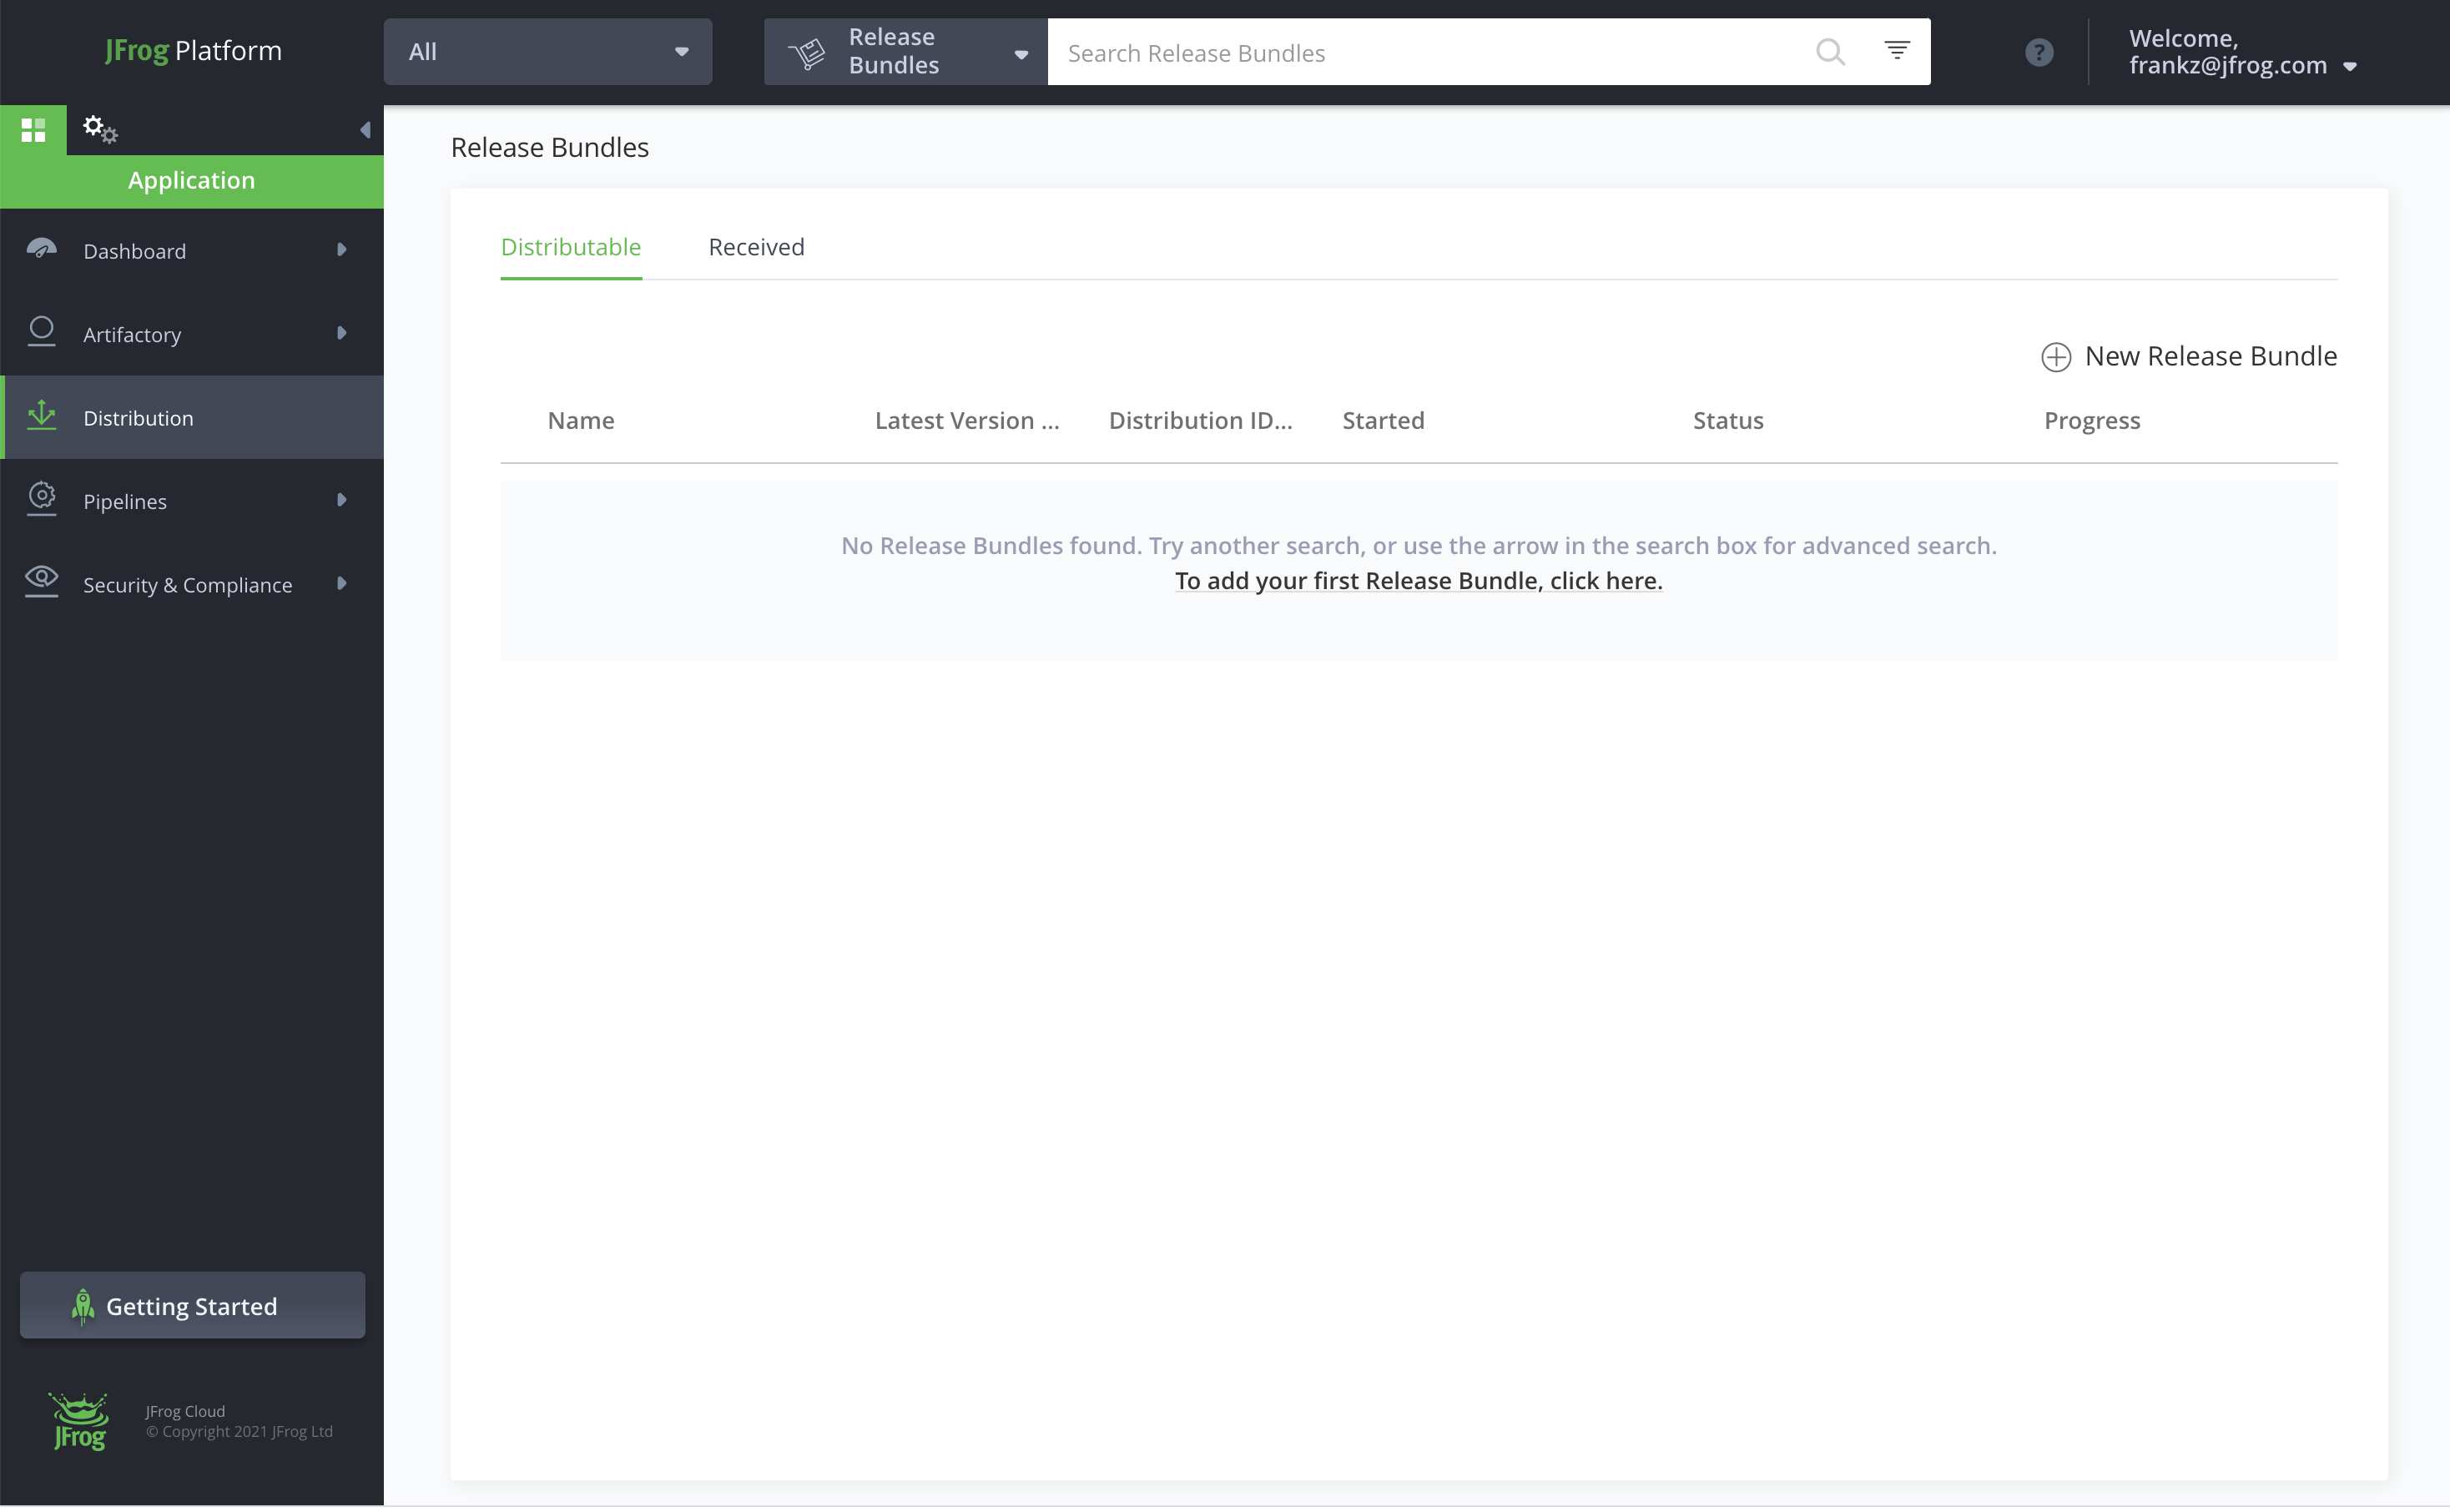 JFrog Platform
All
Release
Bundles
Search Release Bundles
?
Welcome,
frankz@jfrog.com
Application
Dashboard
Artifactory
Distribution
Pipelines
Security & Compliance
Getting Started
JFrog
JFrog Cloud
© Copyright 2021 JFrog Ltd
Release Bundles
Distributable Received
New Release Bundle
Name Latest Version ... Distribution ID... Started Status Progress
No Release Bundles found. Try another search, or use the arrow in the search box for advanced search.
To add your first Release Bundle, click here.